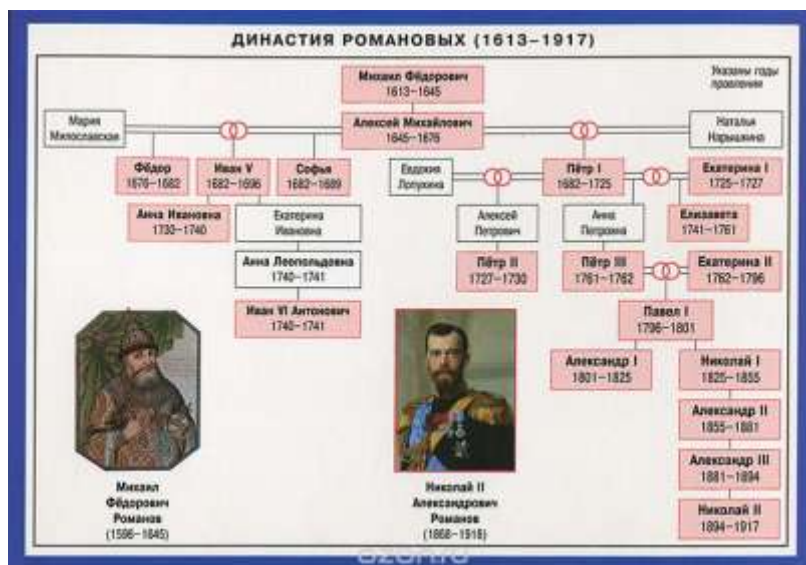 ДИНАСТИЯ РОМАНОВЫХ (1613–1917)
Указаны годы
правления
Михаил Фёдорович
1613–1645
Мария
Милославская
Алексей Михайлович
1645–1676
Наталья
Нарышкина
Фёдор
1676–1682
Иван V
1682–1696
Софья
1682–1689
Евдокия
Лопухина
Пётр I
1682–1725
Екатерина I
1725–1727
Анна Ивановна
1730–1740
Екатерина
Ивановна
Алексей
Петрович
Анна
Петровна
Елизавета
1741–1761
Анна Леопольдовна
1740–1741
Пётр II
1727–1730
Пётр III
1761–1762
Екатерина II
1762–1796
Иван VI Антонович
1740–1741
Павел I
1796–1801
Александр I
1801–1825
Николай I
1825–1855
Александр II
1855–1881
Александр III
1881–1894
Николай II
1894–1917
Михаил
Фёдорович
Романов
(1596–1645)
Николай II
Александрович
Романов
(1868–1918)
ozon.ru